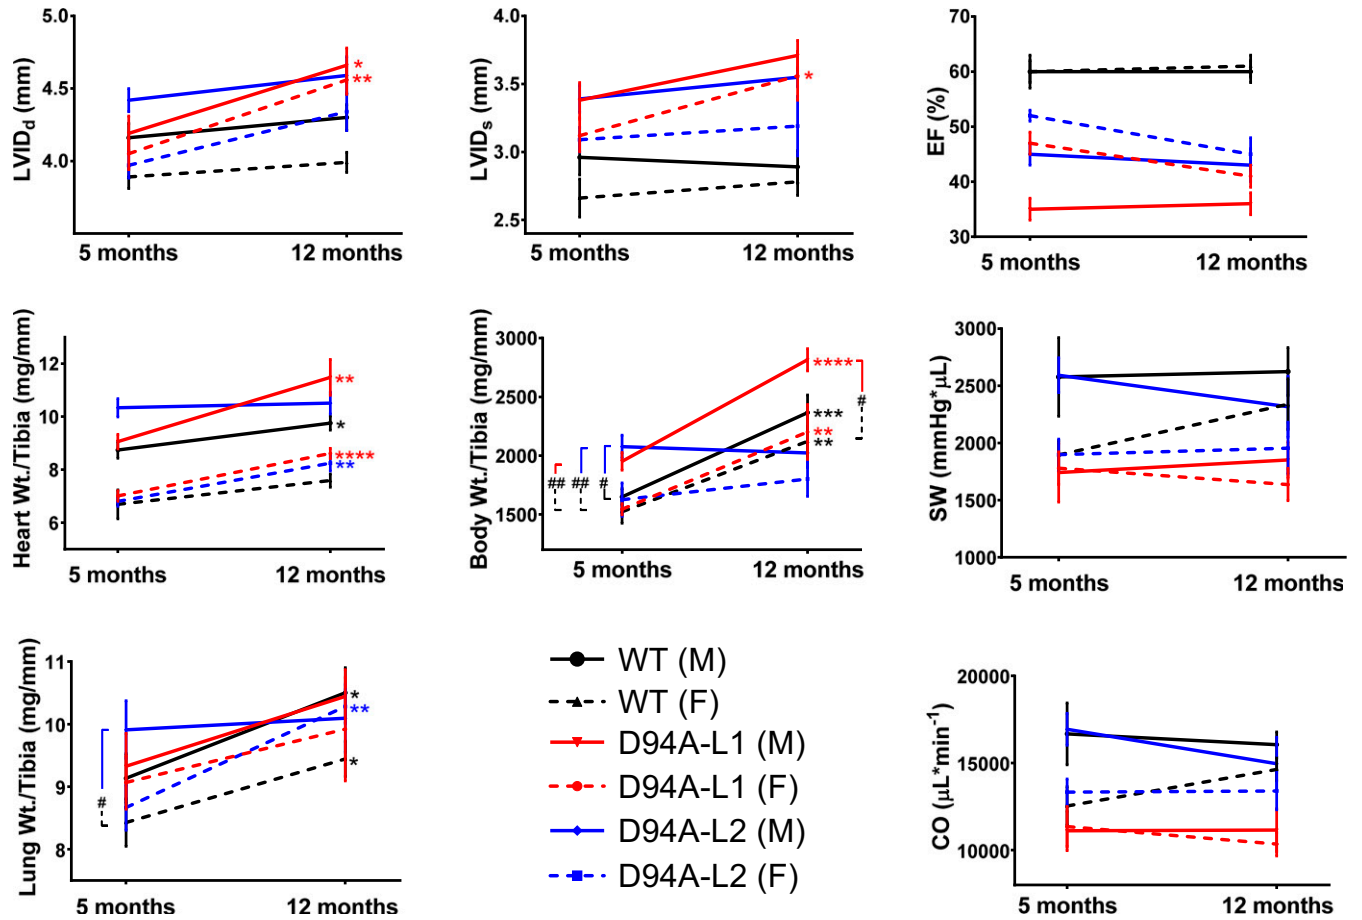 LVIDd (mm)
5.0
4.5
4.0
5 months
12 months
*
**
LVIDs (mm)
4.0
3.5
3.0
2.5
5 months
12 months
*
EF (%)
70
60
50
40
30
5 months
12 months
Heart Wt./Tibia (mg/mm)
12
10
8
6
5 months
12 months
**
*
****
**
Body Wt./Tibia (mg/mm)
3000
2500
2000
1500
5 months
12 months
##
##
#
****
***
**
**
#
SW (mmHg*µL)
3000
2500
2000
1500
1000
5 months
12 months
Lung Wt./Tibia (mg/mm)
11
10
9
8
5 months
12 months
#
*
**
*
WT (M)
WT (F)
D94A-L1 (M)
D94A-L1 (F)
D94A-L2 (M)
D94A-L2 (F)
CO (µL*min-1)
20000
15000
10000
5 months
12 months